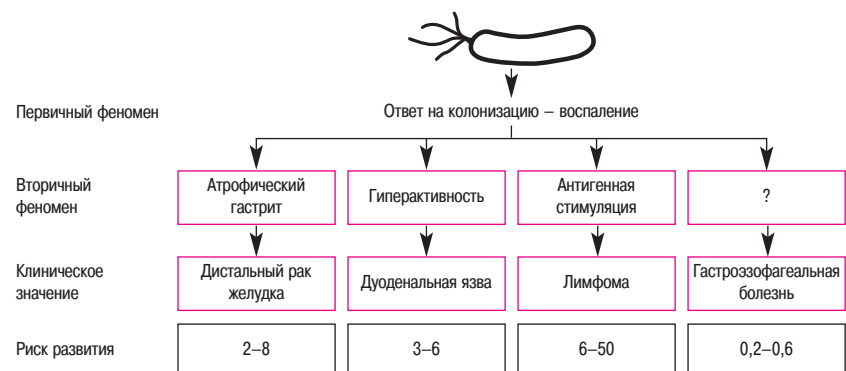 Первичный феномен
Ответ на колонизацию – воспаление
Вторичный
феномен
Атрофический
гастрит
Гиперактивность
Антигенная
стимуляция
?
Клиническое
значение
Дистальный рак
желудка
Дуоденальная язва
Лимфома
Гастроэзофагеальная
болезнь
Риск развития
2–8
3–6
6–50
0,2–0,6